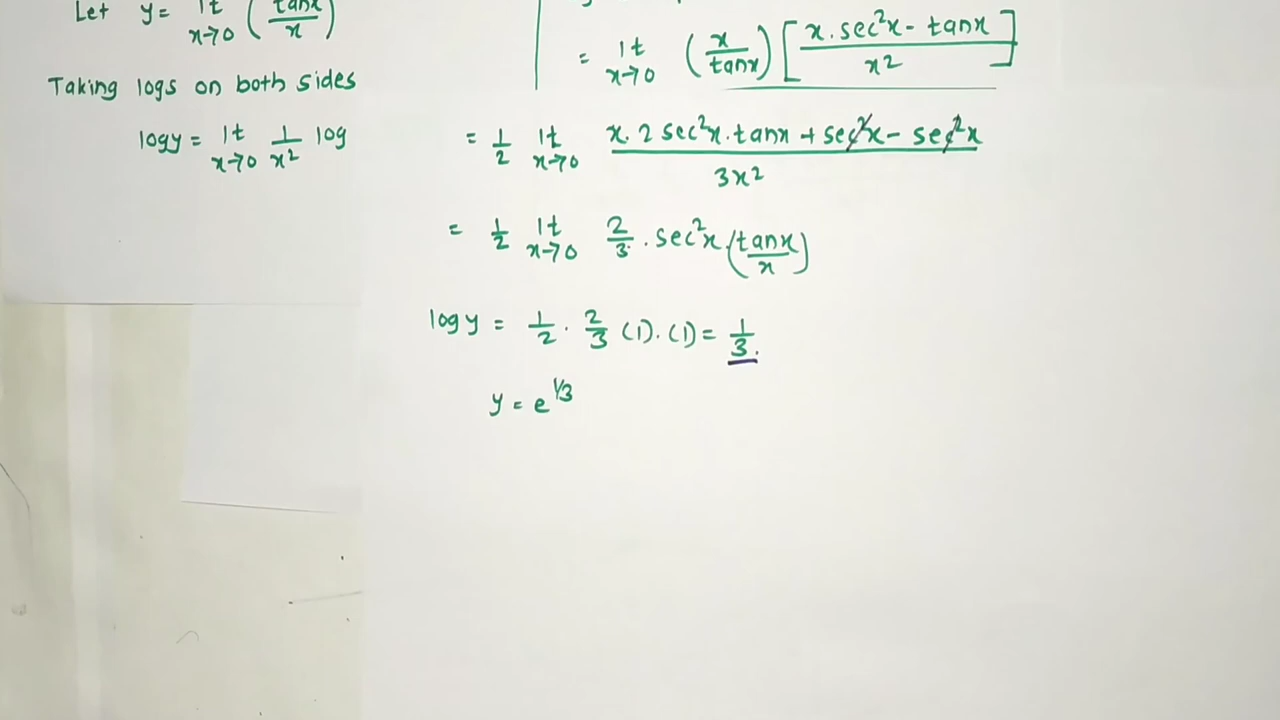 Let y = lt x→0 (tanx/x)
Taking logs on both sides
log y = lt x→0 1/x² log
= lt x→0 (x/tanx) [x.sec²x - tanx / x²]
= 1/2 lt x→0 x.2sec²x.tanx + sec²x - sec²x / 3x²
= 1/2 lt x→0 2/3 . sec²x.(tanx/x)
log y = 1/2 . 2/3 (1).(1) = 1/3.
y = e^1/3